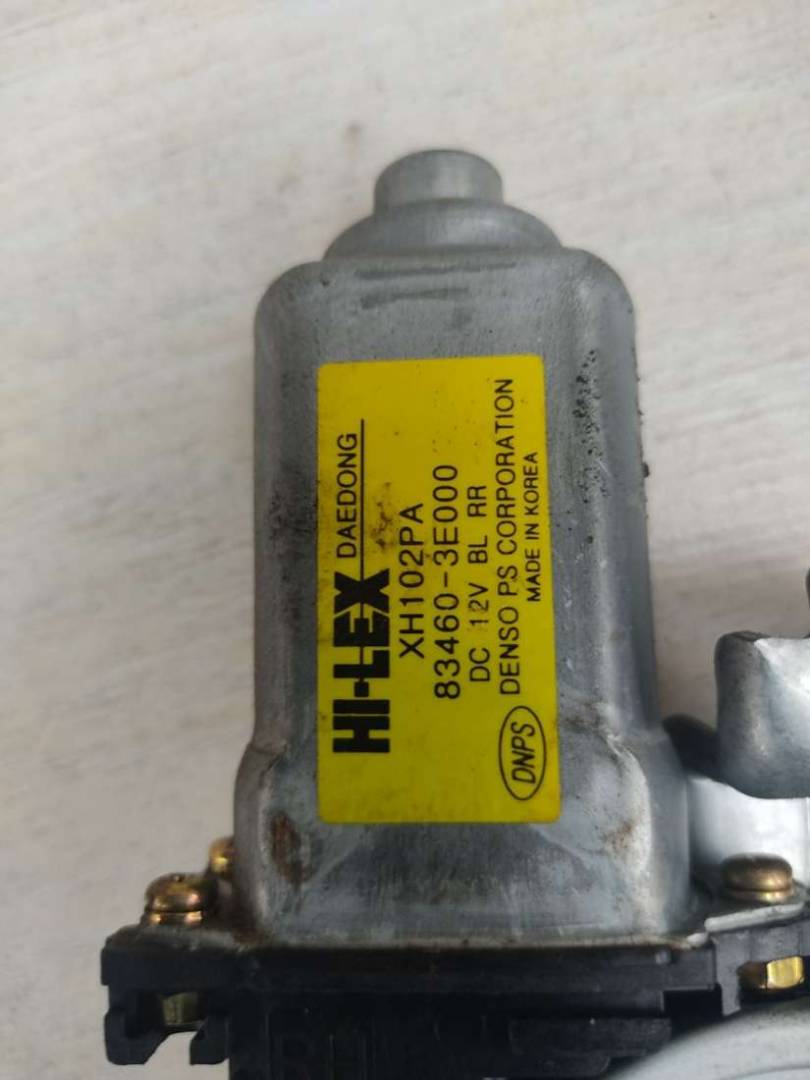 HI-LEX DAEDONG
XH102PA
83460-3E000
DC 12V BL RR
DNPS DENSO PS CORPORATION
MADE IN KOREA